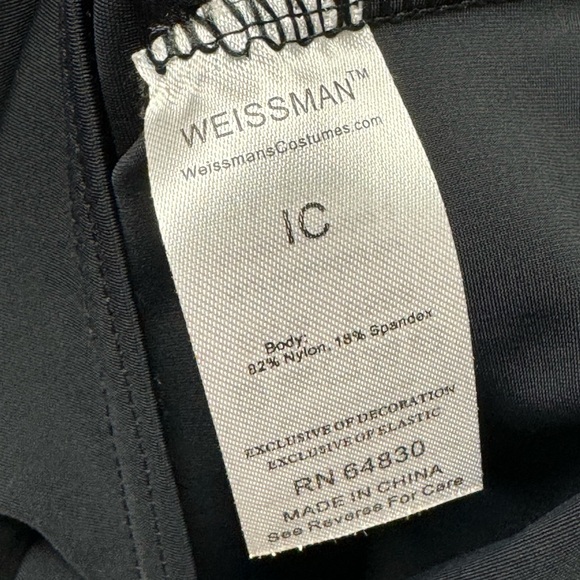 WEISSMAN™
WeissmansCostumes.com
IC
Body:
82% Nylon, 18% Spandex
EXCLUSIVE OF DECORATION
EXCLUSIVE OF ELASTIC
RN 64830
MADE IN CHINA
See Reverse For Care